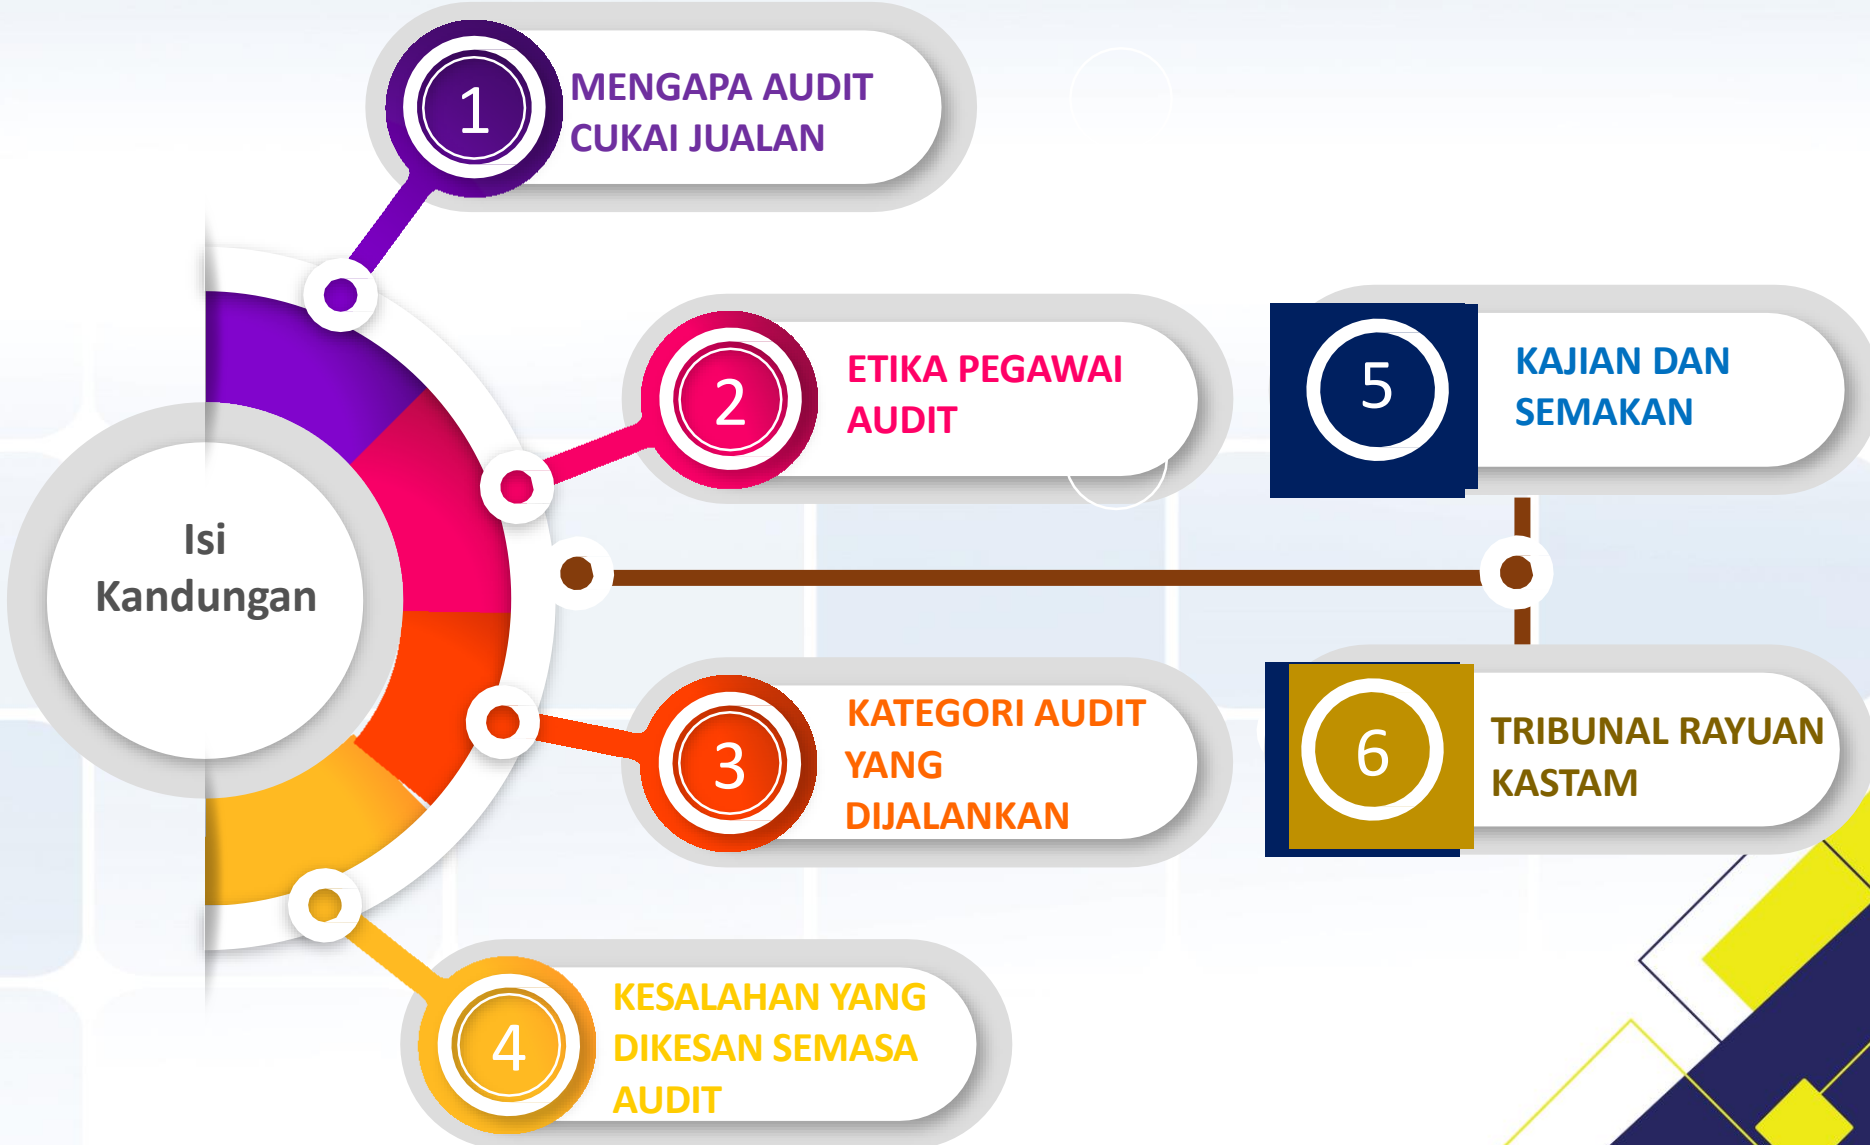 Isi
Kandungan
1
MENGAPA AUDIT
CUKAI JUALAN
2
ETIKA PEGAWAI
AUDIT
3
KATEGORI AUDIT
YANG
DIJALANKAN
4
KESALAHAN YANG
DIKESAN SEMASA
AUDIT
5
KAJIAN DAN
SEMAKAN
6
TRIBUNAL RAYUAN
KASTAM